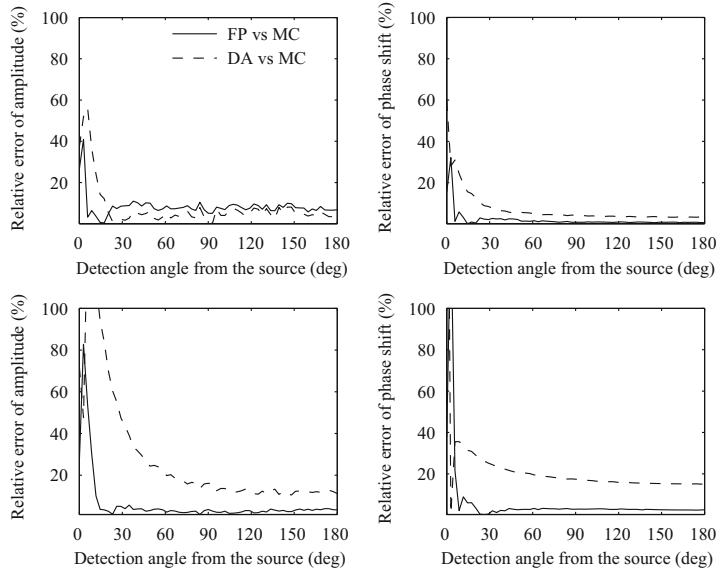 Relative error of amplitude (%)
100
80
60
40
20
0 30 60 90 120 150 180
Detection angle from the source (deg)
FP vs MC
DA vs MC
Relative error of phase shift (%)
100
80
60
40
20
0 30 60 90 120 150 180
Detection angle from the source (deg)
Relative error of amplitude (%)
100
80
60
40
20
0 30 60 90 120 150 180
Detection angle from the source (deg)
Relative error of phase shift (%)
100
80
60
40
20
0 30 60 90 120 150 180
Detection angle from the source (deg)